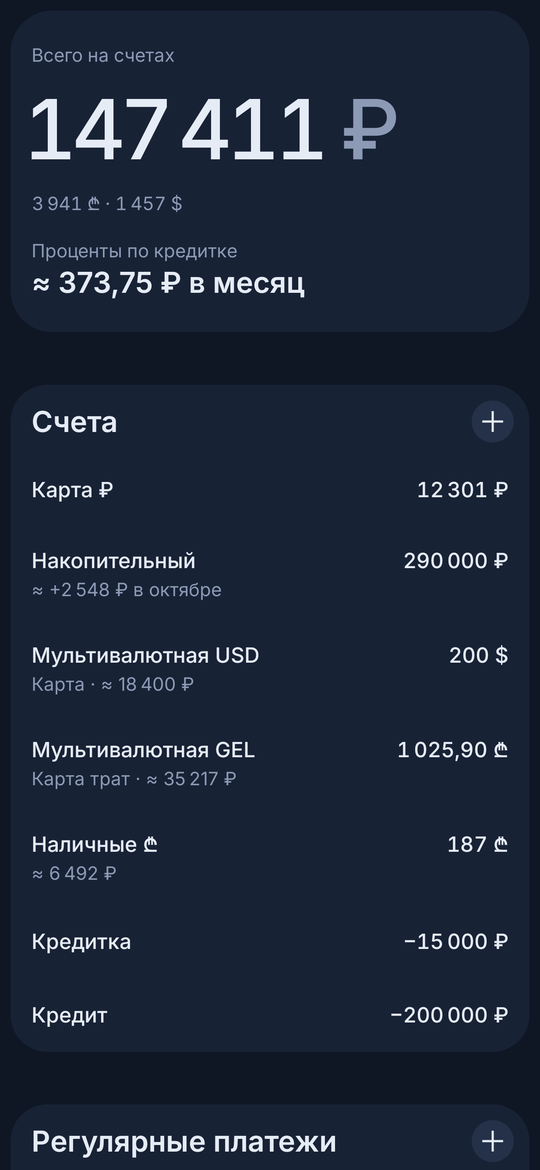 Всего на счетах
147 411 ₽
3 941 ₾ · 1 457 $
Проценты по кредитке
≈ 373,75 ₽ в месяц
Счета
Карта ₽ 12 301 ₽
Накопительный 290 000 ₽
≈ +2 548 ₽ в октябре
Мультивалютная USD 200 $
Карта · ≈ 18 400 ₽
Мультивалютная GEL 1 025,90 ₾
Карта трат · ≈ 35 217 ₽
Наличные ₾ 187 ₾
≈ 6 492 ₽
Кредитка −15 000 ₽
Кредит −200 000 ₽
Регулярные платежи